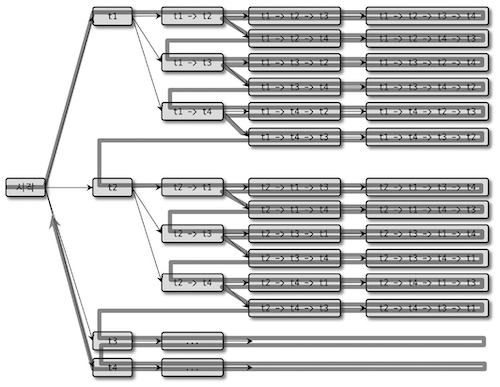 t1
t1 -> t2
t1 -> t2 -> t3
t1 -> t2 -> t3 -> t4
t1 -> t2 -> t4
t1 -> t2 -> t4 -> t3
t1 -> t3
t1 -> t3 -> t2
t1 -> t3 -> t2 -> t4
t1 -> t3 -> t4
t1 -> t3 -> t4 -> t2
t1 -> t4
t1 -> t4 -> t2
t1 -> t4 -> t2 -> t3
t1 -> t4 -> t3
t1 -> t4 -> t3 -> t2
시작
t2
t2 -> t1
t2 -> t1 -> t3
t2 -> t1 -> t3 -> t4
t2 -> t1 -> t4
t2 -> t1 -> t4 -> t3
t2 -> t3
t2 -> t3 -> t1
t2 -> t3 -> t1 -> t4
t2 -> t3 -> t4
t2 -> t3 -> t4 -> t1
t2 -> t4
t2 -> t4 -> t1
t2 -> t4 -> t1 -> t3
t2 -> t4 -> t3
t2 -> t4 -> t3 -> t1
t3
...
t4
...